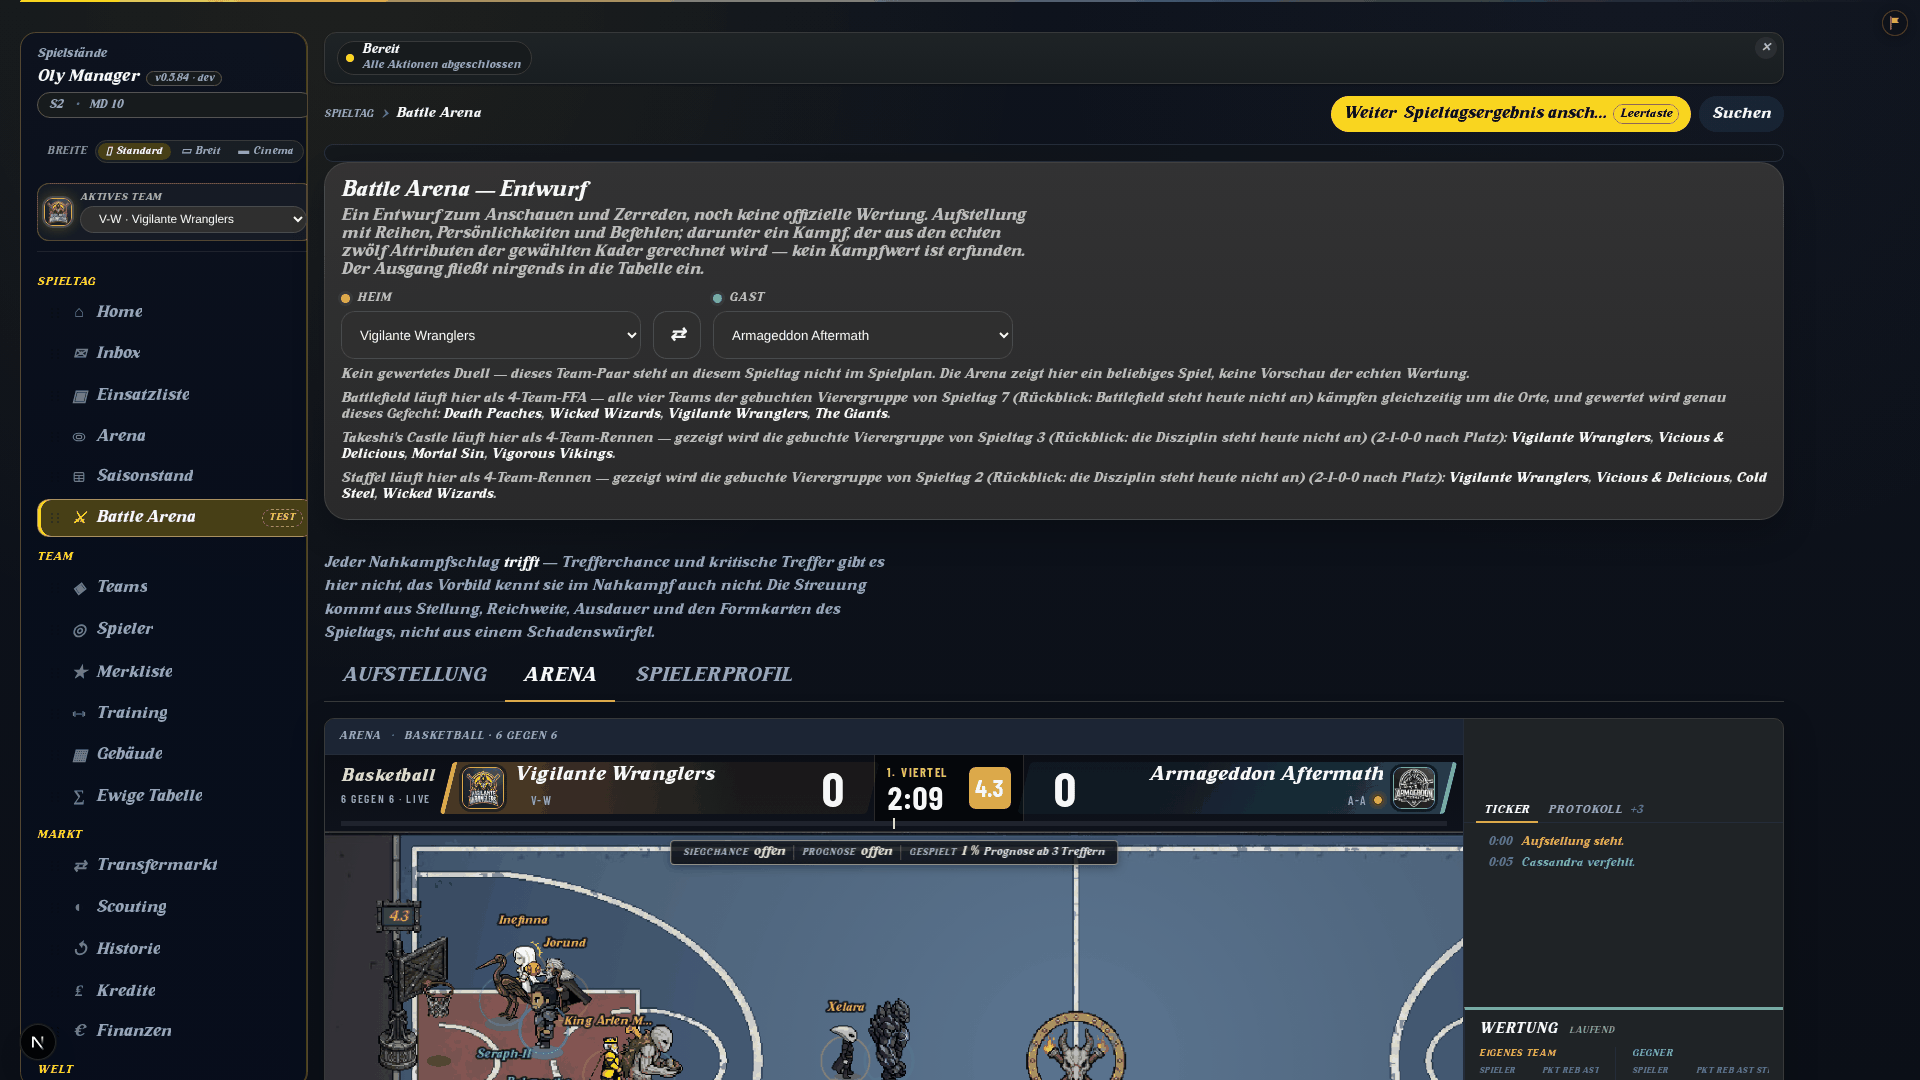 Spielstände
Oly Manager v0.5.84 · dev
S2 · MD 10
BREITE Standard Breit Cinema
AKTIVES TEAM
V-W · Vigilante Wranglers
SPIELTAG
Home
Inbox
Einsatzliste
Arena
Saisonstand
Battle Arena TEST
TEAM
Teams
Spieler
Merkliste
Training
Gebäude
Ewige Tabelle
MARKT
Transfermarkt
Scouting
Historie
Kredite
Finanzen
WELT
N
Bereit
Alle Aktionen abgeschlossen
SPIELTAG › Battle Arena
Weiter Spieltagsergebnis ansch... Leertaste
Suchen
Battle Arena — Entwurf
Ein Entwurf zum Anschauen und Zerreden, noch keine offizielle Wertung. Aufstellung
mit Reihen, Persönlichkeiten und Befehlen; darunter ein Kampf, der aus den echten
zwölf Attributen der gewählten Kader gerechnet wird — kein Kampfwert ist erfunden.
Der Ausgang fließt nirgends in die Tabelle ein.
HEIM
GAST
Vigilante Wranglers
⇄
Armageddon Aftermath
Kein gewertetes Duell — dieses Team-Paar steht an diesem Spieltag nicht im Spielplan. Die Arena zeigt hier ein beliebiges Spiel, keine Vorschau der echten Wertung.
Battlefield läuft hier als 4-Team-FFA — alle vier Teams der gebuchten Vierergruppe von Spieltag 7 (Rückblick: Battlefield steht heute nicht an) kämpfen gleichzeitig um die Orte, und gewertet wird genau
dieses Gefecht: Death Peaches, Wicked Wizards, Vigilante Wranglers, The Giants.
Takeshi's Castle läuft hier als 4-Team-Rennen — gezeigt wird die gebuchte Vierergruppe von Spieltag 3 (Rückblick: die Disziplin steht heute nicht an) (2-1-0-0 nach Platz): Vigilante Wranglers, Vicious &
Delicious, Mortal Sin, Vigorous Vikings.
Staffel läuft hier als 4-Team-Rennen — gezeigt wird die gebuchte Vierergruppe von Spieltag 2 (Rückblick: die Disziplin steht heute nicht an) (2-1-0-0 nach Platz): Vigilante Wranglers, Vicious & Delicious, Cold
Steel, Wicked Wizards.
Jeder Nahkampfschlag trifft — Trefferchance und kritische Treffer gibt es
hier nicht, das Vorbild kennt sie im Nahkampf auch nicht. Die Streuung
kommt aus Stellung, Reichweite, Ausdauer und den Formkarten des
Spieltags, nicht aus einem Schadenswürfel.
AUFSTELLUNG ARENA SPIELERPROFIL
ARENA · BASKETBALL · 6 GEGEN 6
Basketball
6 GEGEN 6 · LIVE
Vigilante Wranglers
V-W
0
1. VIERTEL
2:09
4.3
0
Armageddon Aftermath
A-A
SIEGCHANCE offen PROGNOSE offen GESPIELT 1 % Prognose ab 3 Treffern
4.3
Inefinna
Jorund
King Arlen M...
Seraph-II
Xelara
TICKER PROTOKOLL +3
0:00 Aufstellung steht.
0:05 Cassandra verfehlt.
WERTUNG LAUFEND
EIGENES TEAM
GEGNER
SPIELER PKT REB AST
SPIELER PKT REB AST